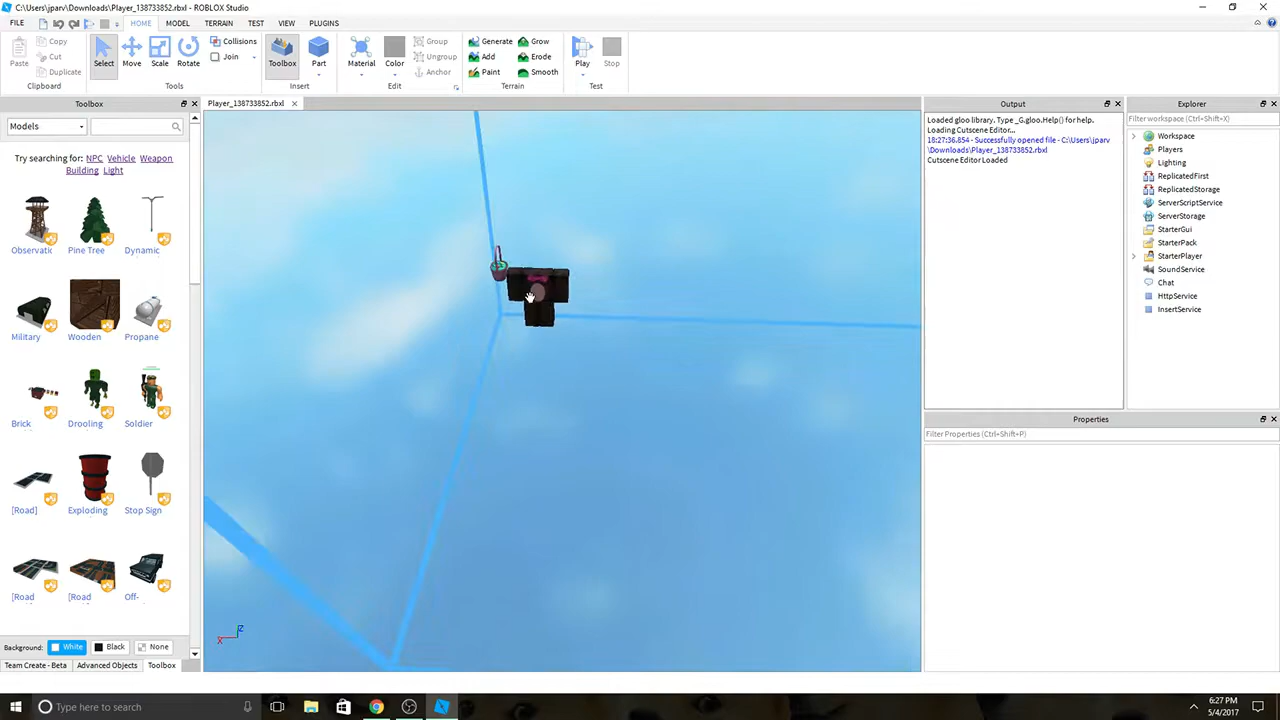 C:\Users\jparv\Downloads\Player_138733852.rbxl - ROBLOX Studio
FILE HOME MODEL TERRAIN TEST VIEW PLUGINS
Paste
Copy
Cut
Duplicate
Clipboard
Select Move Scale Rotate
Collisions
Join
Tools
Toolbox Part
Insert
Material Color
Group
Ungroup
Anchor
Edit
Generate Grow
Add Erode
Paint Smooth
Terrain
Play Stop
Test
Toolbox
Models
Try searching for: NPC Vehicle Weapon
Building Light
Observatk Pine Tree Dynamic
Military Wooden Propane
Brick Drooling Soldier
[Road] Exploding Stop Sign
[Road [Road Off-
Background: White Black None
Team Create - Beta Advanced Objects Toolbox
Player_138733852.rbxl
X Z
Output
Loaded gloo library. Type _G.gloo.Help() for help.
Loading Cutscene Editor...
18:27:36.854 - Successfully opened file - C:\Users\jparv
\Downloads\Player_138733852.rbxl
Cutscene Editor Loaded
Explorer
Filter workspace (Ctrl+Shift+X)
Workspace
Players
Lighting
ReplicatedFirst
ReplicatedStorage
ServerScriptService
ServerStorage
StarterGui
StarterPack
StarterPlayer
SoundService
Chat
HttpService
InsertService
Properties
Filter Properties (Ctrl+Shift+P)
Type here to search
6:27 PM
5/4/2017